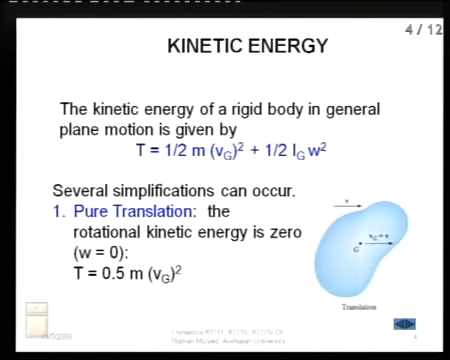 4 / 12
KINETIC ENERGY
The kinetic energy of a rigid body in general
plane motion is given by
T = 1/2 m (vG)² + 1/2 IG w²
Several simplifications can occur.
1. Pure Translation: the
rotational kinetic energy is zero
(w = 0):
T = 0.5 m (vG)²
v
vG = v
G
Translation
4